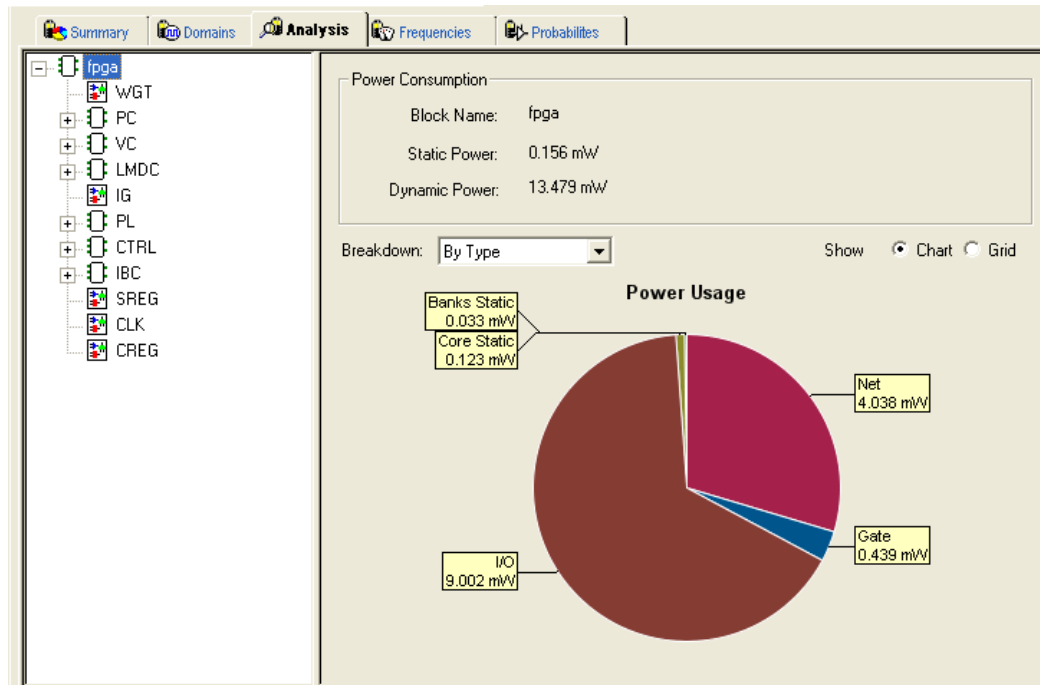 Summary Domains Analysis Frequencies Probabilites
fpga
WGT
PC
VC
LMDC
IG
PL
CTRL
IBC
SREG
CLK
CREG
Power Consumption
Block Name: fpga
Static Power: 0.156 mW
Dynamic Power: 13.479 mW
Breakdown: By Type Show Chart Grid
Power Usage
Banks Static
0.033 mW
Core Static
0.123 mW
Net
4.038 mW
Gate
0.439 mW
I/O
9.002 mW